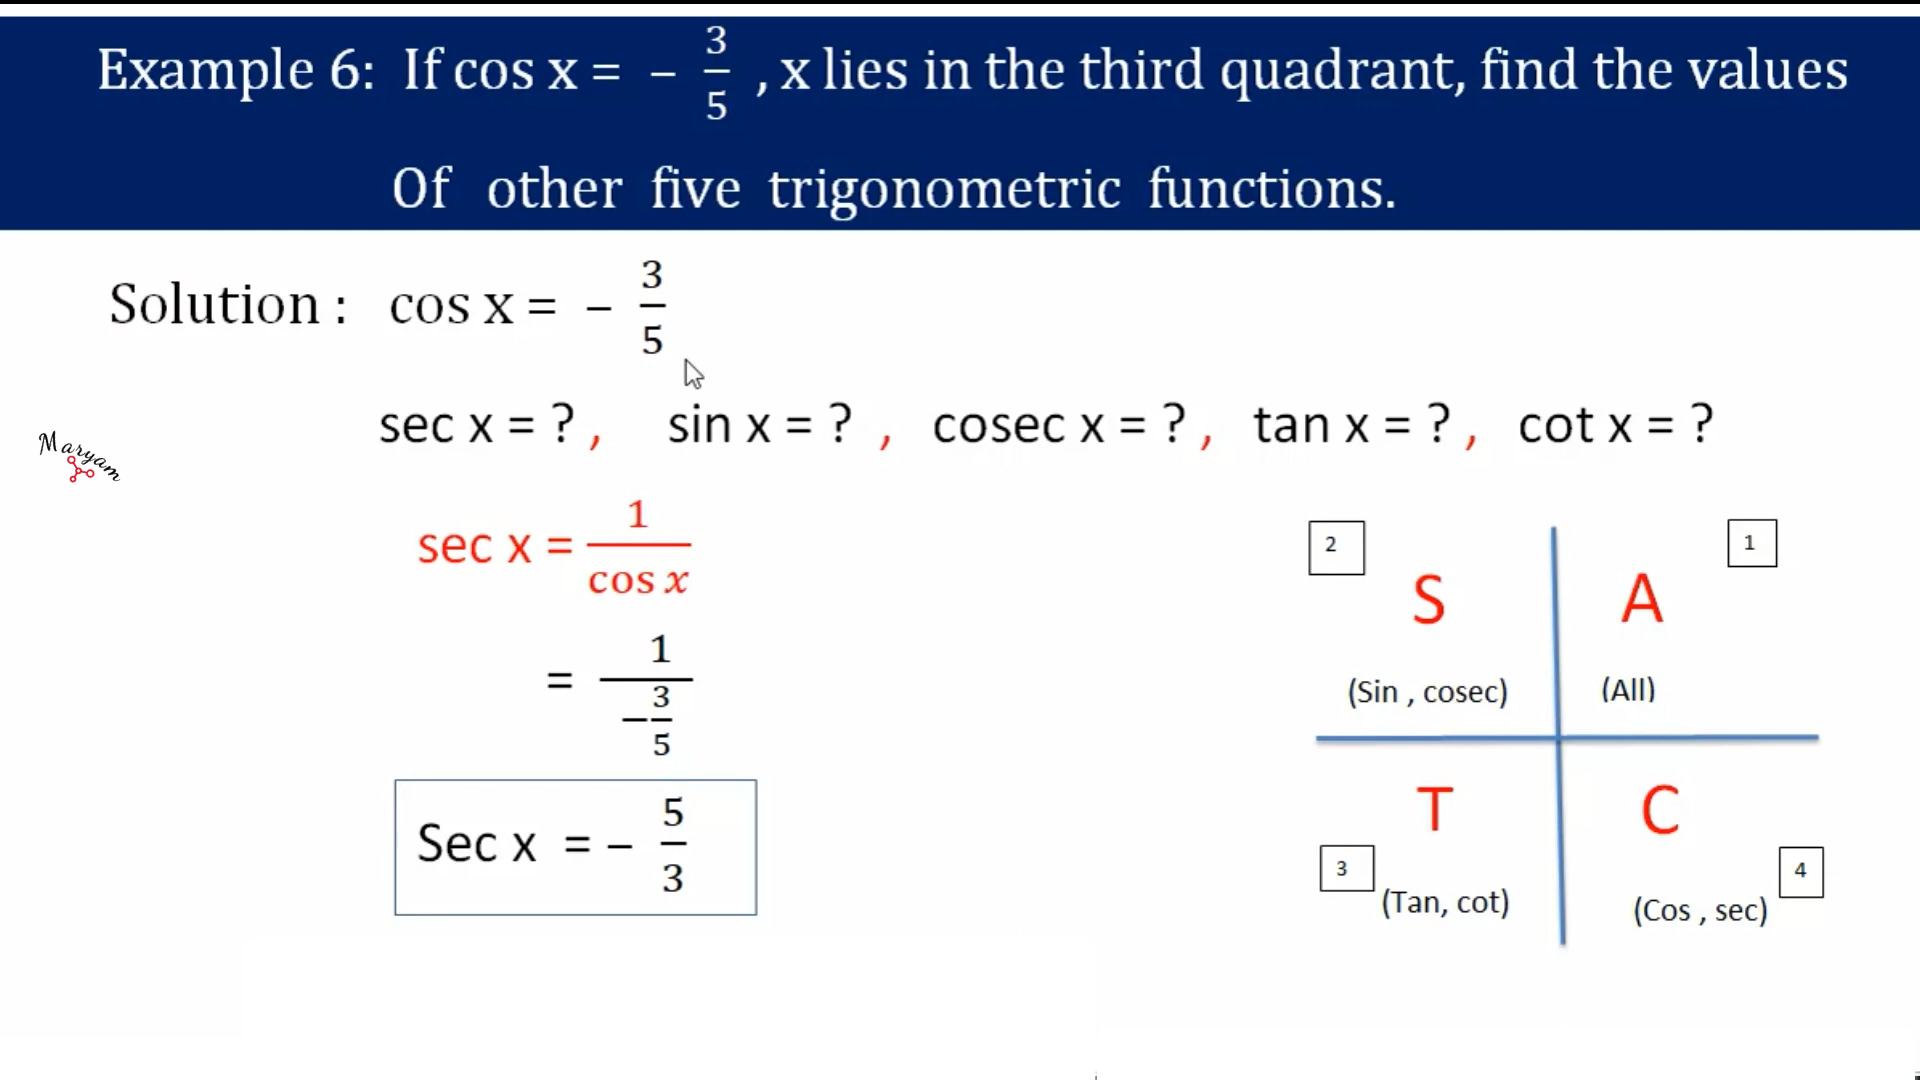 Example 6: If cos x = – 3/5 , x lies in the third quadrant, find the values
Of other five trigonometric functions.
Solution : cos x = – 3/5
sec x = ? , sin x = ? , cosec x = ? , tan x = ? , cot x = ?
Maryam
sec x = 1/cos x
= 1/–3/5
Sec x = – 5/3
2
1
S
A
(Sin , cosec)
(All)
T
C
3
4
(Tan, cot)
(Cos , sec)